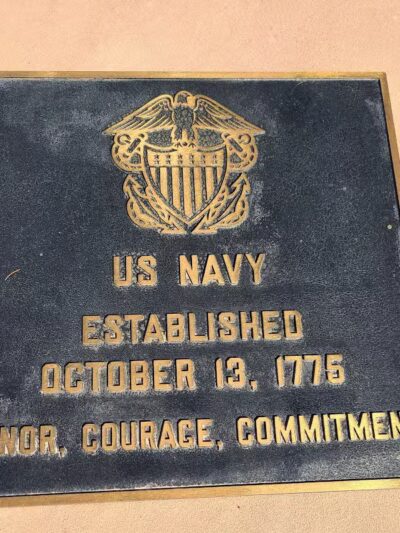 US NAVY
ESTABLISHED
OCTOBER 13, 1775
NOR, COURAGE, COMMITMEN